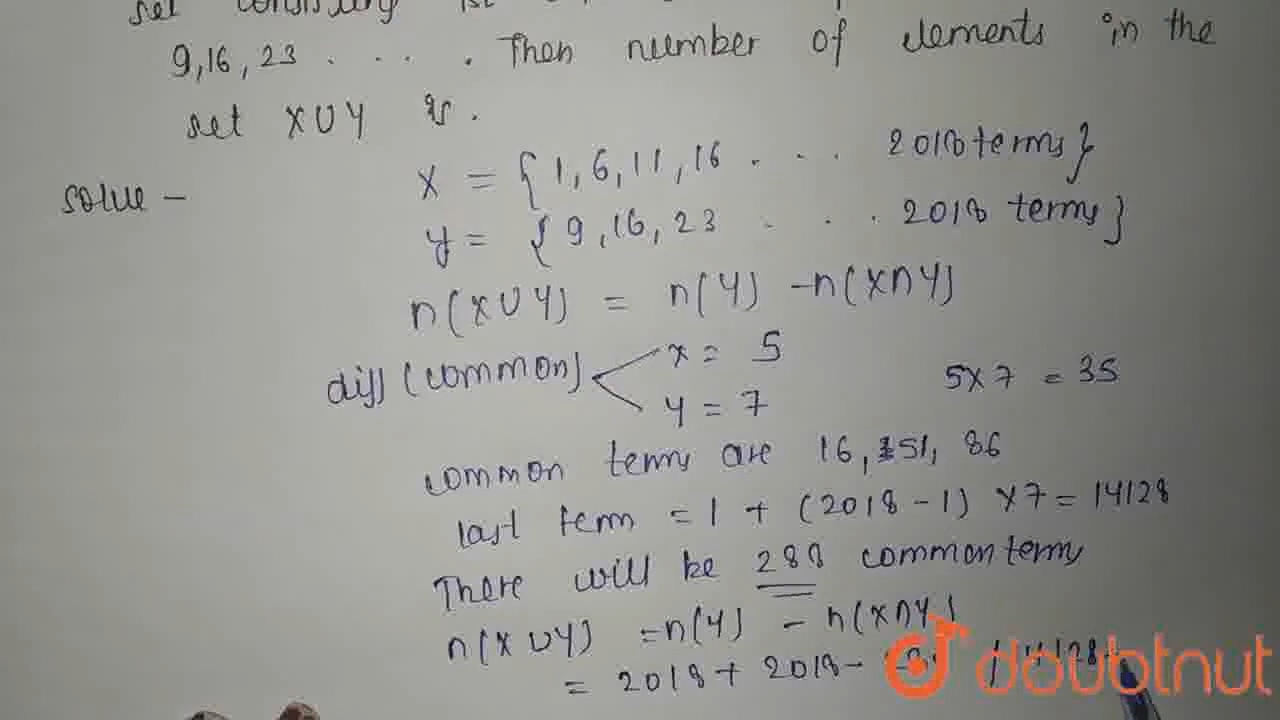 set
9,16,23 . . . . . Then number of elements in the
set X∪Y is.
solve -
X = {1, 6, 11, 16 . . . 2018 terms}
Y = {9, 16, 23 . . . 2018 terms}
n(X∪Y) = n(Y) - n(X∩Y)
diff (common)
x = 5
y = 7
5×7 = 35
common terms are 16, 51, 86
last term = 1 + (2018 - 1) × 7 = 14128
There will be 288 common term
n(X∪Y) = n(Y) - n(X∩Y)
= 2018 + 2018 -
doubtnut